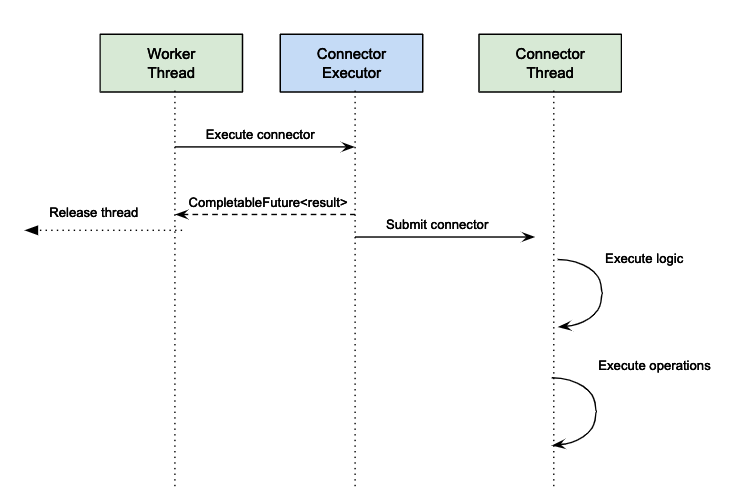 Worker
Thread
Connector
Executor
Connector
Thread
Execute connector
CompletableFuture<result>
Release thread
Submit connector
Execute logic
Execute operations